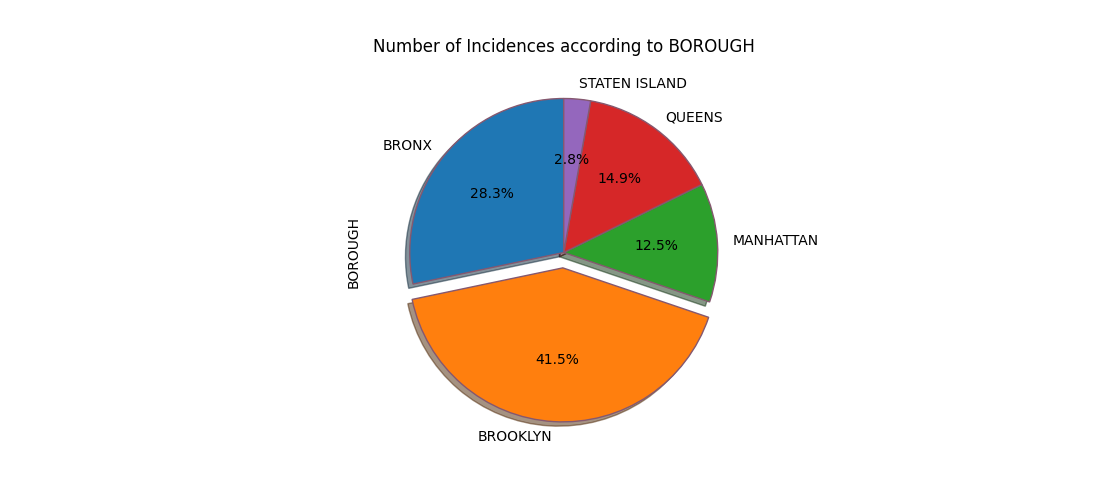 Number of Incidences according to BOROUGH
STATEN ISLAND
QUEENS
BRONX
2.8%
14.9%
28.3%
MANHATTAN
12.5%
BOROUGH
41.5%
BROOKLYN